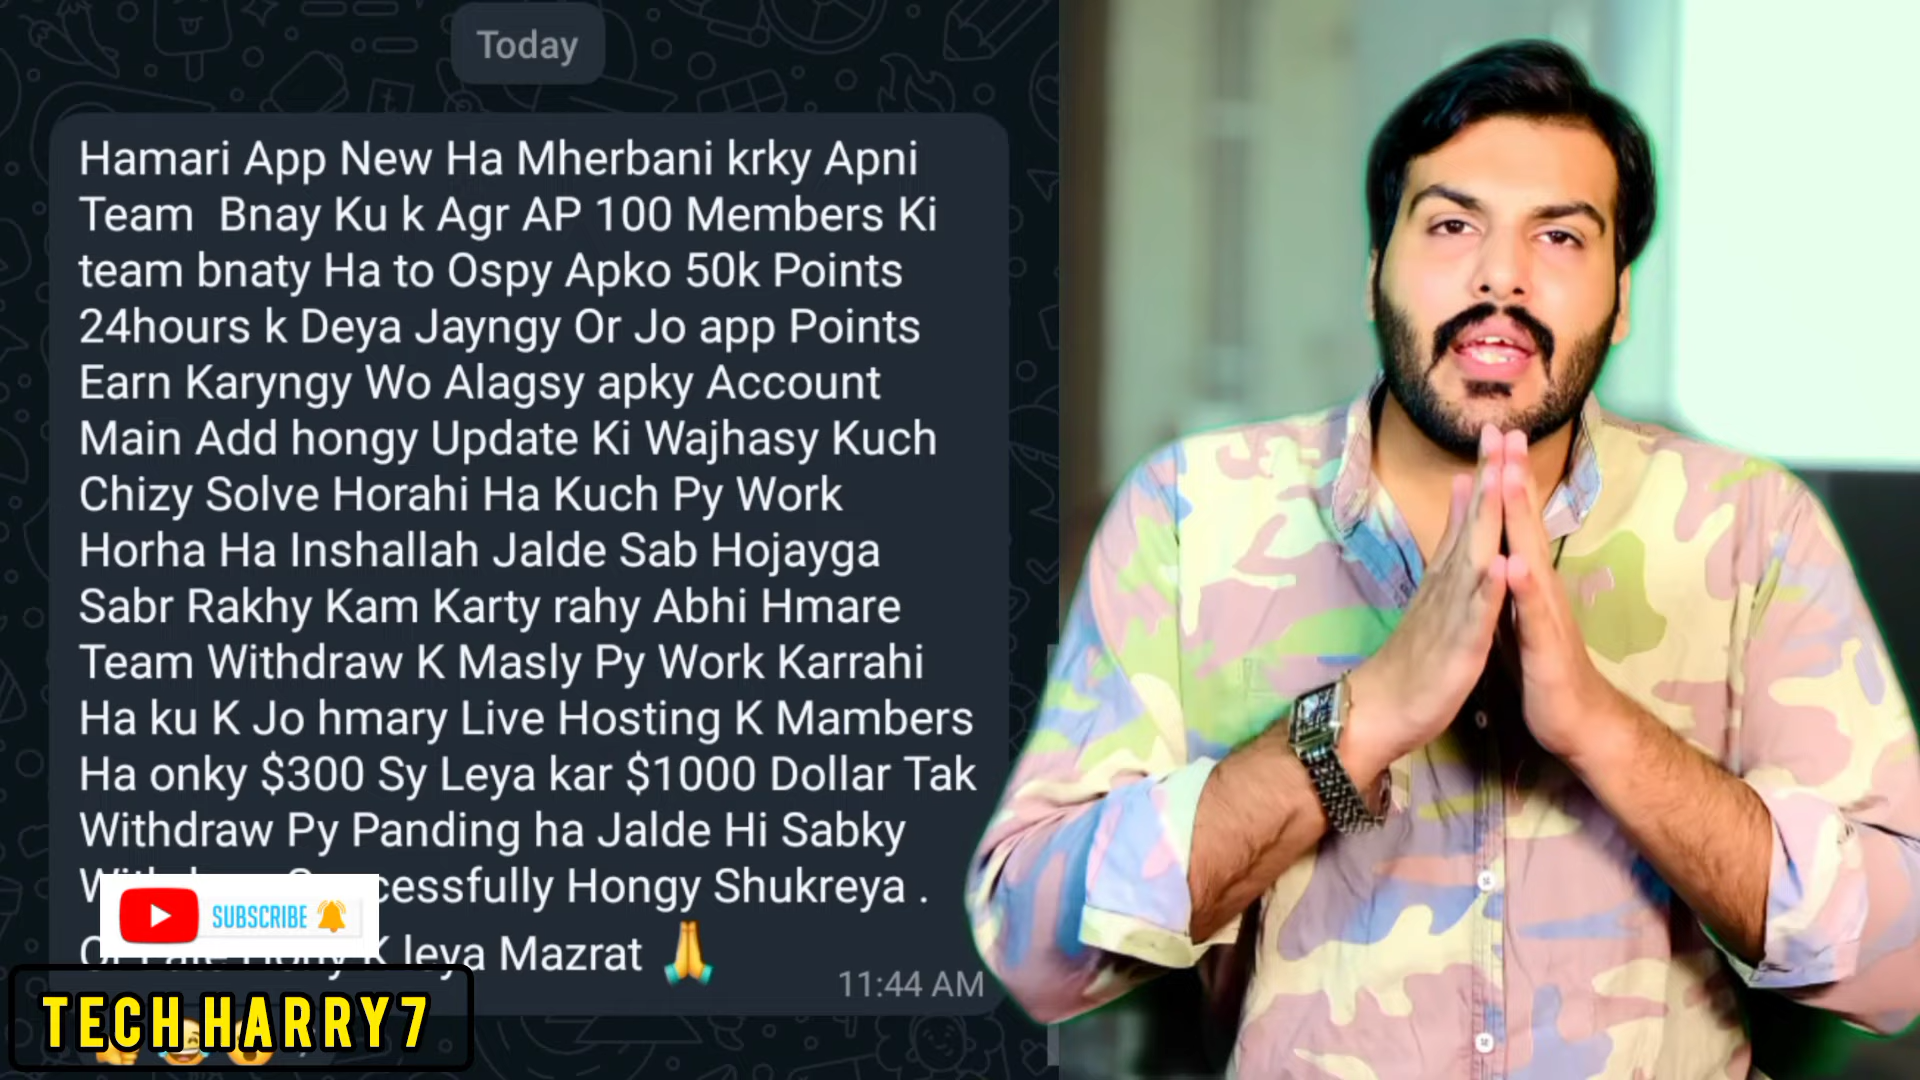 Today
Hamari App New Ha Mherbani krky Apni
Team Bnay Ku k Agr AP 100 Members Ki
team bnaty Ha to Ospy Apko 50k Points
24hours k Deya Jayngy Or Jo app Points
Earn Karyngy Wo Alagsy apky Account
Main Add hongy Update Ki Wajhasy Kuch
Chizy Solve Horahi Ha Kuch Py Work
Horha Ha Inshallah Jalde Sab Hojayga
Sabr Rakhy Kam Karty rahy Abhi Hmare
Team Withdraw K Masly Py Work Karrahi
Ha ku K Jo hmary Live Hosting K Mambers
Ha onky $300 Sy Leya kar $1000 Dollar Tak
Withdraw Py Panding ha Jalde Hi Sabky
Hongy Shukreya .
K leya Mazrat 🙏
11:44 AM
SUBSCRIBE
TECH HARRY7